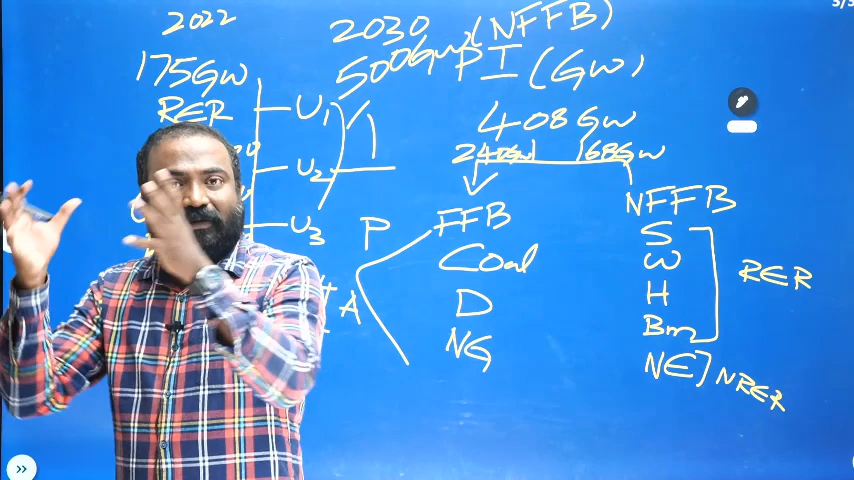 2022
2030 (NFFB)
175GW
500GW PI (GW)
RER
U1
408GW
240GW 168GW
U2
FFB
NFFB
U3
P
S
Coal
W
RER
A
D
H
Bm
NG
NE] NRER